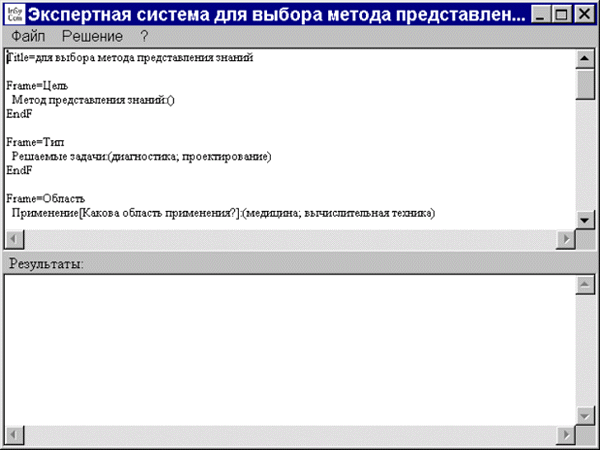 InSy
Con
Экспертная система для выбора метода представлен...
Файл Решение ?
Title=для выбора метода представления знаний
Frame=Цель
Метод представления знаний:()
EndF
Frame=Тип
Решаемые задачи:(диагностика; проектирование)
EndF
Frame=Область
Применение[Какова область применения?]:(медицина; вычислительная техника)
Результаты: